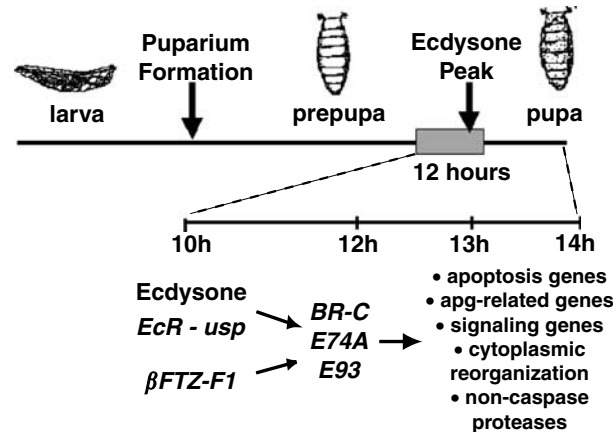 Puparium
Formation
Ecdysone
Peak
larva
prepupa
pupa
12 hours
10h
12h
13h
14h
Ecdysone
EcR - usp
βFTZ-F1
BR-C
E74A
E93
• apoptosis genes
• apg-related genes
• signaling genes
• cytoplasmic
reorganization
• non-caspase
proteases